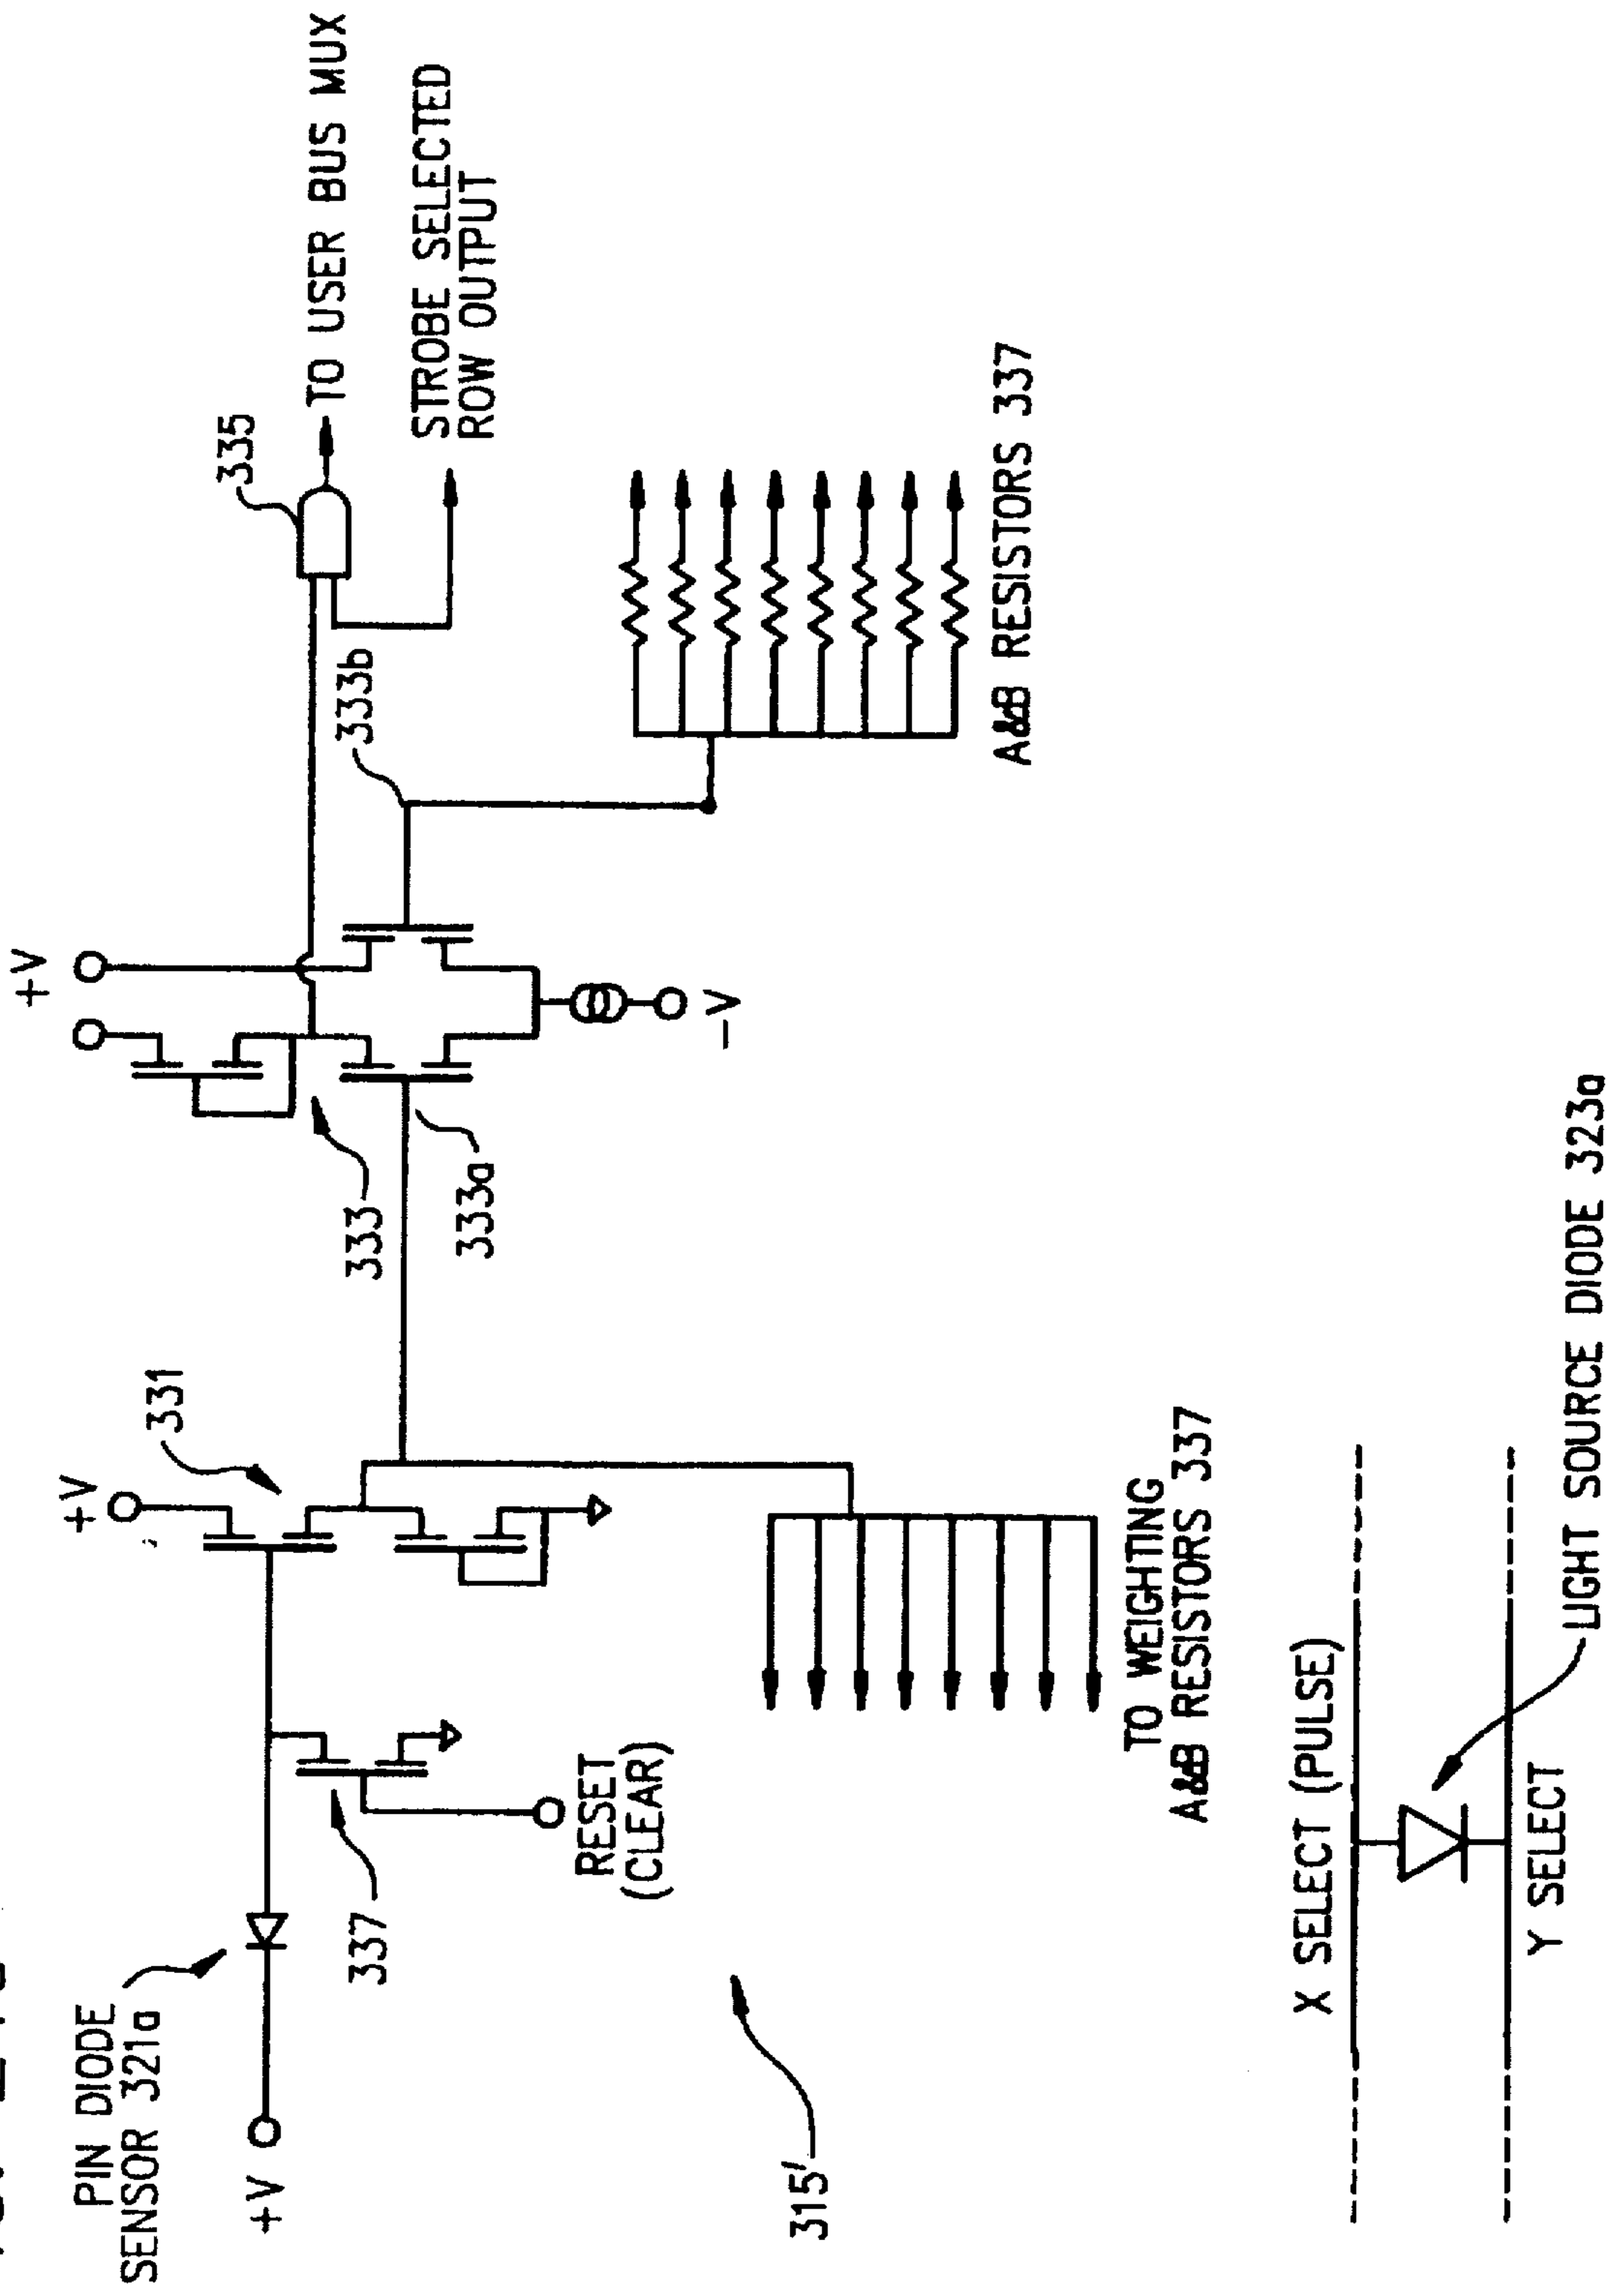 PIN DIODE
SENSOR 321a
+V
337
RESET
(CLEAR)
+V
331
TO WEIGHTING
A&B RESISTORS 337
333
333a
+V
-V
333b
335
TO USER BUS MUX
STROBE SELECTED
ROW OUTPUT
A&B RESISTORS 337
315'
X SELECT (PULSE)
Y SELECT
LIGHT SOURCE DIODE 323a